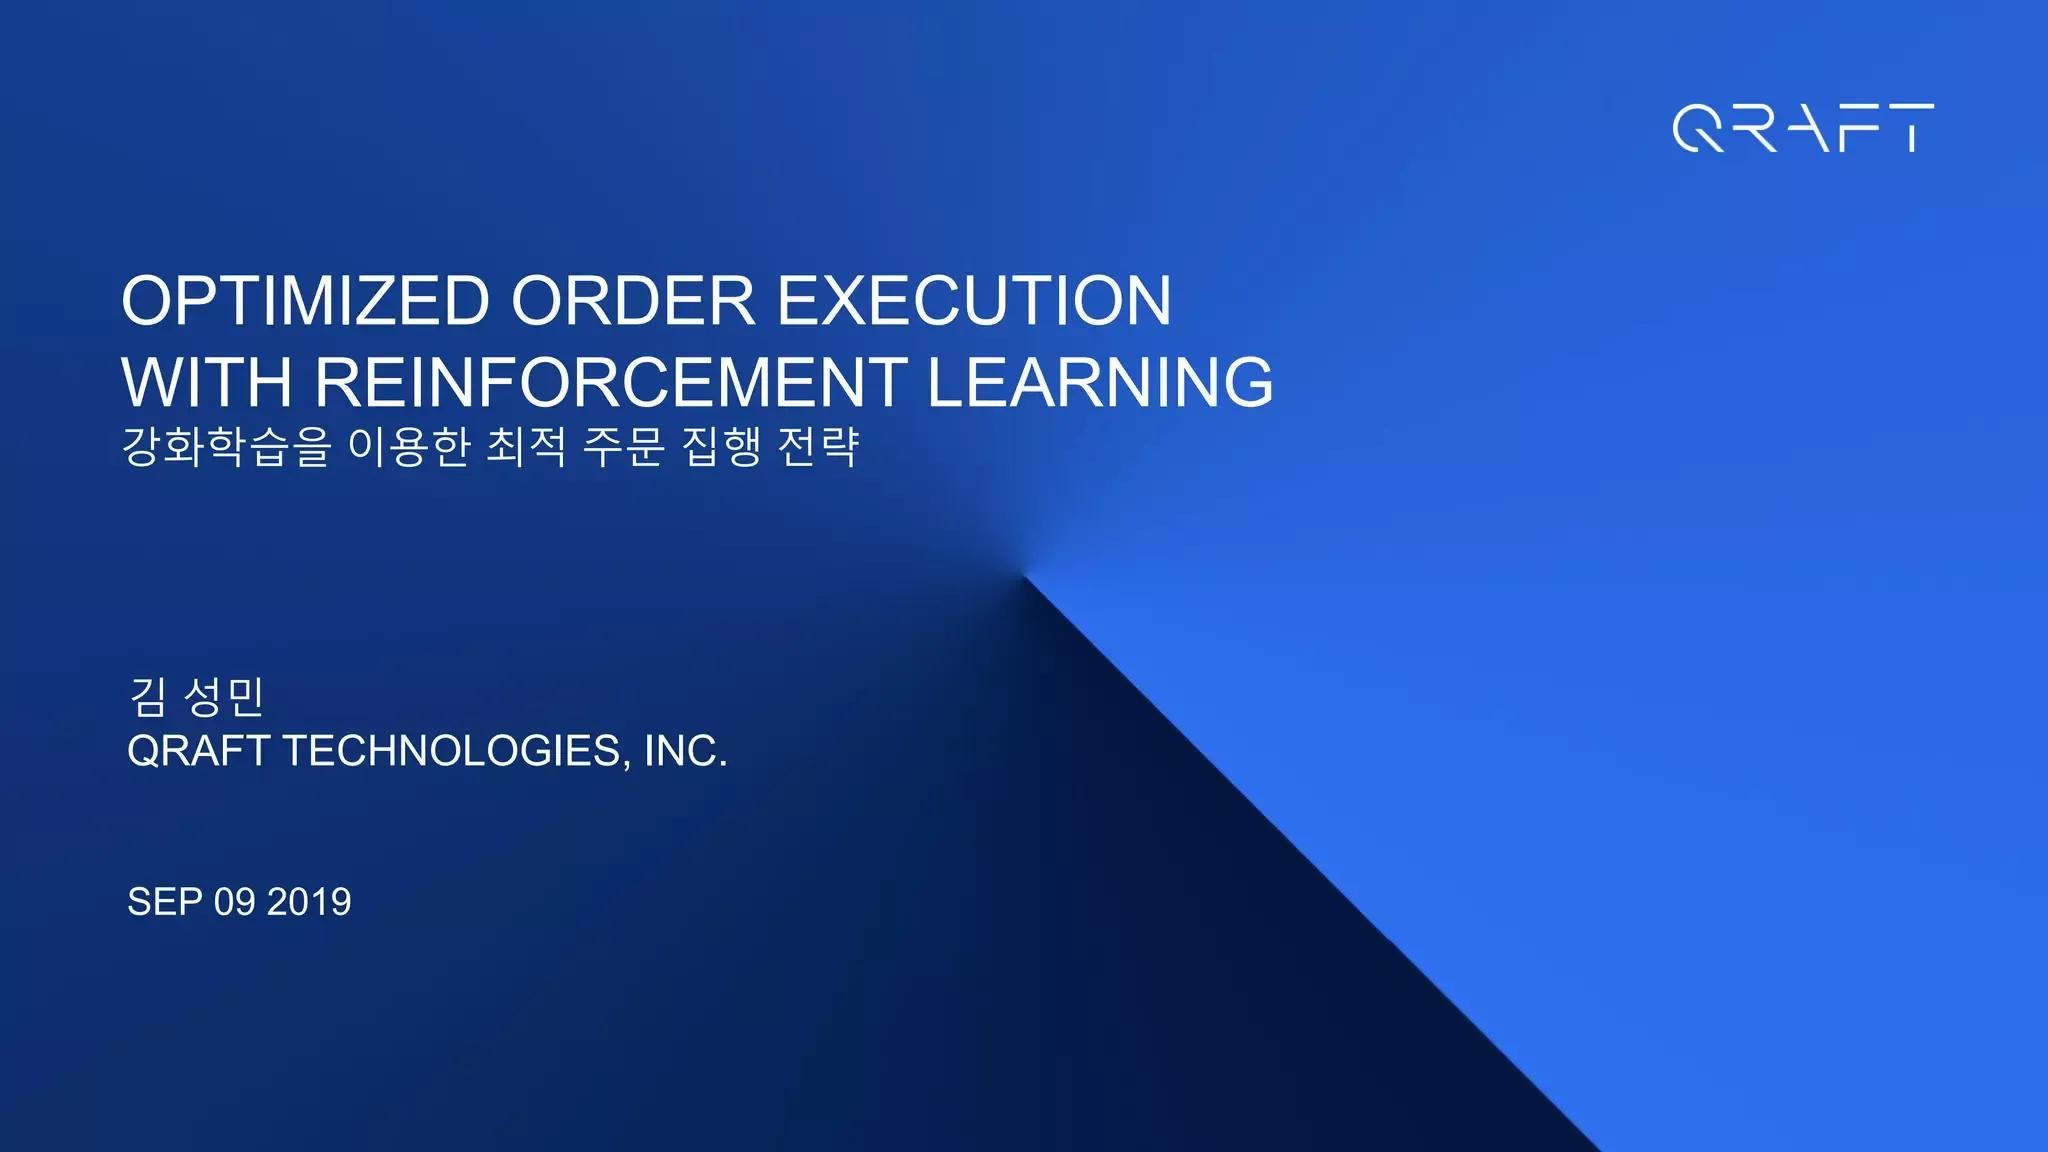 QRAFT
OPTIMIZED ORDER EXECUTION
WITH REINFORCEMENT LEARNING
강화학습을 이용한 최적 주문 집행 전략
김 성민
QRAFT TECHNOLOGIES, INC.
SEP 09 2019